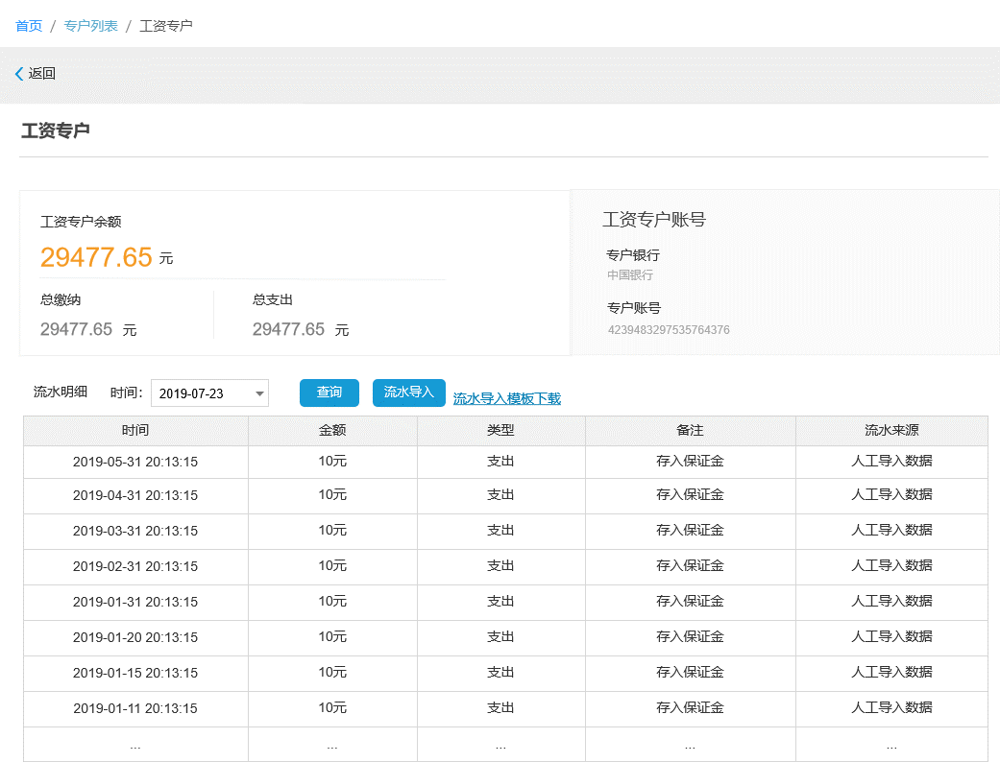 首页 / 专户列表 / 工资专户
返回
工资专户
工资专户余额
29477.65 元
总缴纳 总支出
29477.65 元 29477.65 元
工资专户账号
专户银行
中国银行
专户账号
4239483297535764376
流水明细 时间: 2019-07-23 查询 流水导入 流水导入模板下载
时间 金额 类型 备注 流水来源
2019-05-31 20:13:15 10元 支出 存入保证金 人工导入数据
2019-04-31 20:13:15 10元 支出 存入保证金 人工导入数据
2019-03-31 20:13:15 10元 支出 存入保证金 人工导入数据
2019-02-31 20:13:15 10元 支出 存入保证金 人工导入数据
2019-01-31 20:13:15 10元 支出 存入保证金 人工导入数据
2019-01-20 20:13:15 10元 支出 存入保证金 人工导入数据
2019-01-15 20:13:15 10元 支出 存入保证金 人工导入数据
2019-01-11 20:13:15 10元 支出 存入保证金 人工导入数据
... ... ... ... ...